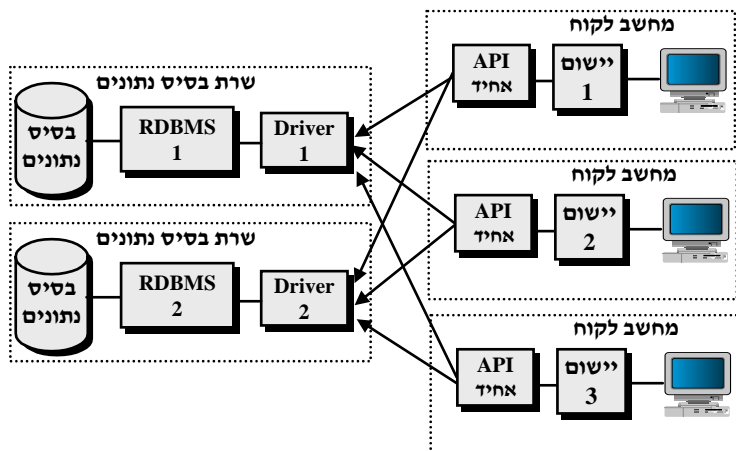 מחשב לקוח
יישום
1
API
אחיד
שרת בסיס נתונים
Driver
1
RDBMS
1
בסיס
נתונים
מחשב לקוח
יישום
2
API
אחיד
שרת בסיס נתונים
Driver
2
RDBMS
2
בסיס
נתונים
מחשב לקוח
יישום
3
API
אחיד